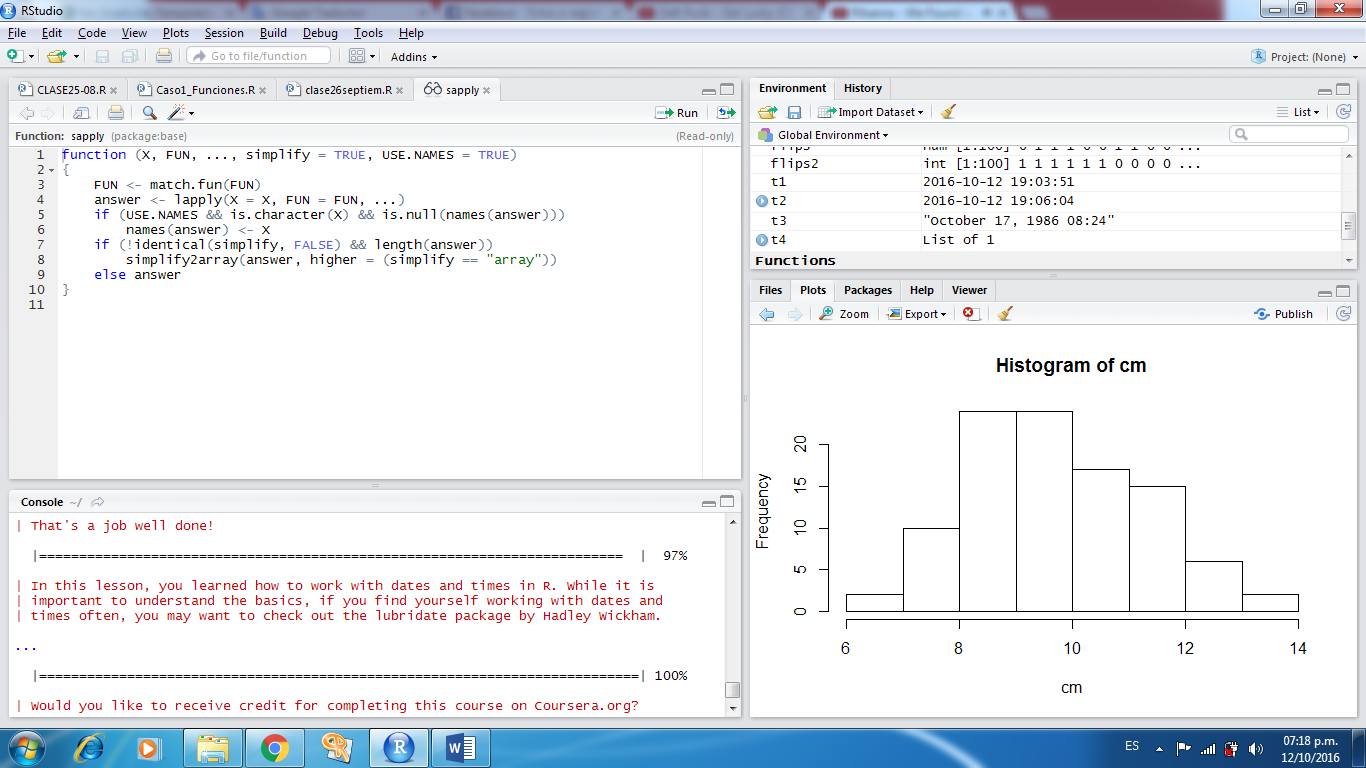 RStudio
File Edit Code View Plots Session Build Debug Tools Help
Go to file/function Addins Project: (None)
CLASE25-08.R Caso1_Funciones.R clase26septiem.R sapply
Run
Function: sapply (package:base) (Read-only)
1 function (X, FUN, ..., simplify = TRUE, USE.NAMES = TRUE)
2 {
3 FUN <- match.fun(FUN)
4 answer <- lapply(X = X, FUN = FUN, ...)
5 if (USE.NAMES && is.character(X) && is.null(names(answer)))
6 names(answer) <- X
7 if (!identical(simplify, FALSE) && length(answer))
8 simplify2array(answer, higher = (simplify == "array"))
9 else answer
10 }
11
Console ~/
| That's a job well done!
|========================================================================== | 97%
| In this lesson, you learned how to work with dates and times in R. While it is
| important to understand the basics, if you find yourself working with dates and
| times often, you may want to check out the lubridate package by Hadley Wickham.
...
|============================================================================| 100%
| Would you like to receive credit for completing this course on Coursera.org?
Environment History
Import Dataset List
Global Environment
flips2 int [1:100] 1 1 1 1 1 1 0 0 0 0 ...
t1 2016-10-12 19:03:51
t2 2016-10-12 19:06:04
t3 "October 17, 1986 08:24"
t4 List of 1
Functions
Files Plots Packages Help Viewer
Zoom Export Publish
Histogram of cm
Frequency
20
15
10
5
0
6 8 10 12 14
cm
ES 07:18 p.m.
12/10/2016